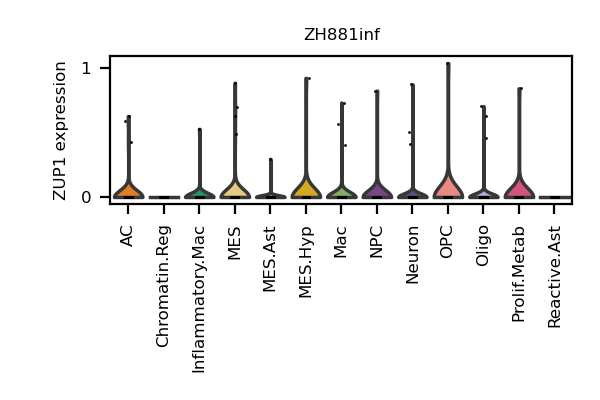 ZH881inf
ZUP1 expression
1
0
AC
Chromatin.Reg
Inflammatory.Mac
MES
MES.Ast
MES.Hyp
Mac
NPC
Neuron
OPC
Oligo
Prolif.Metab
Reactive.Ast